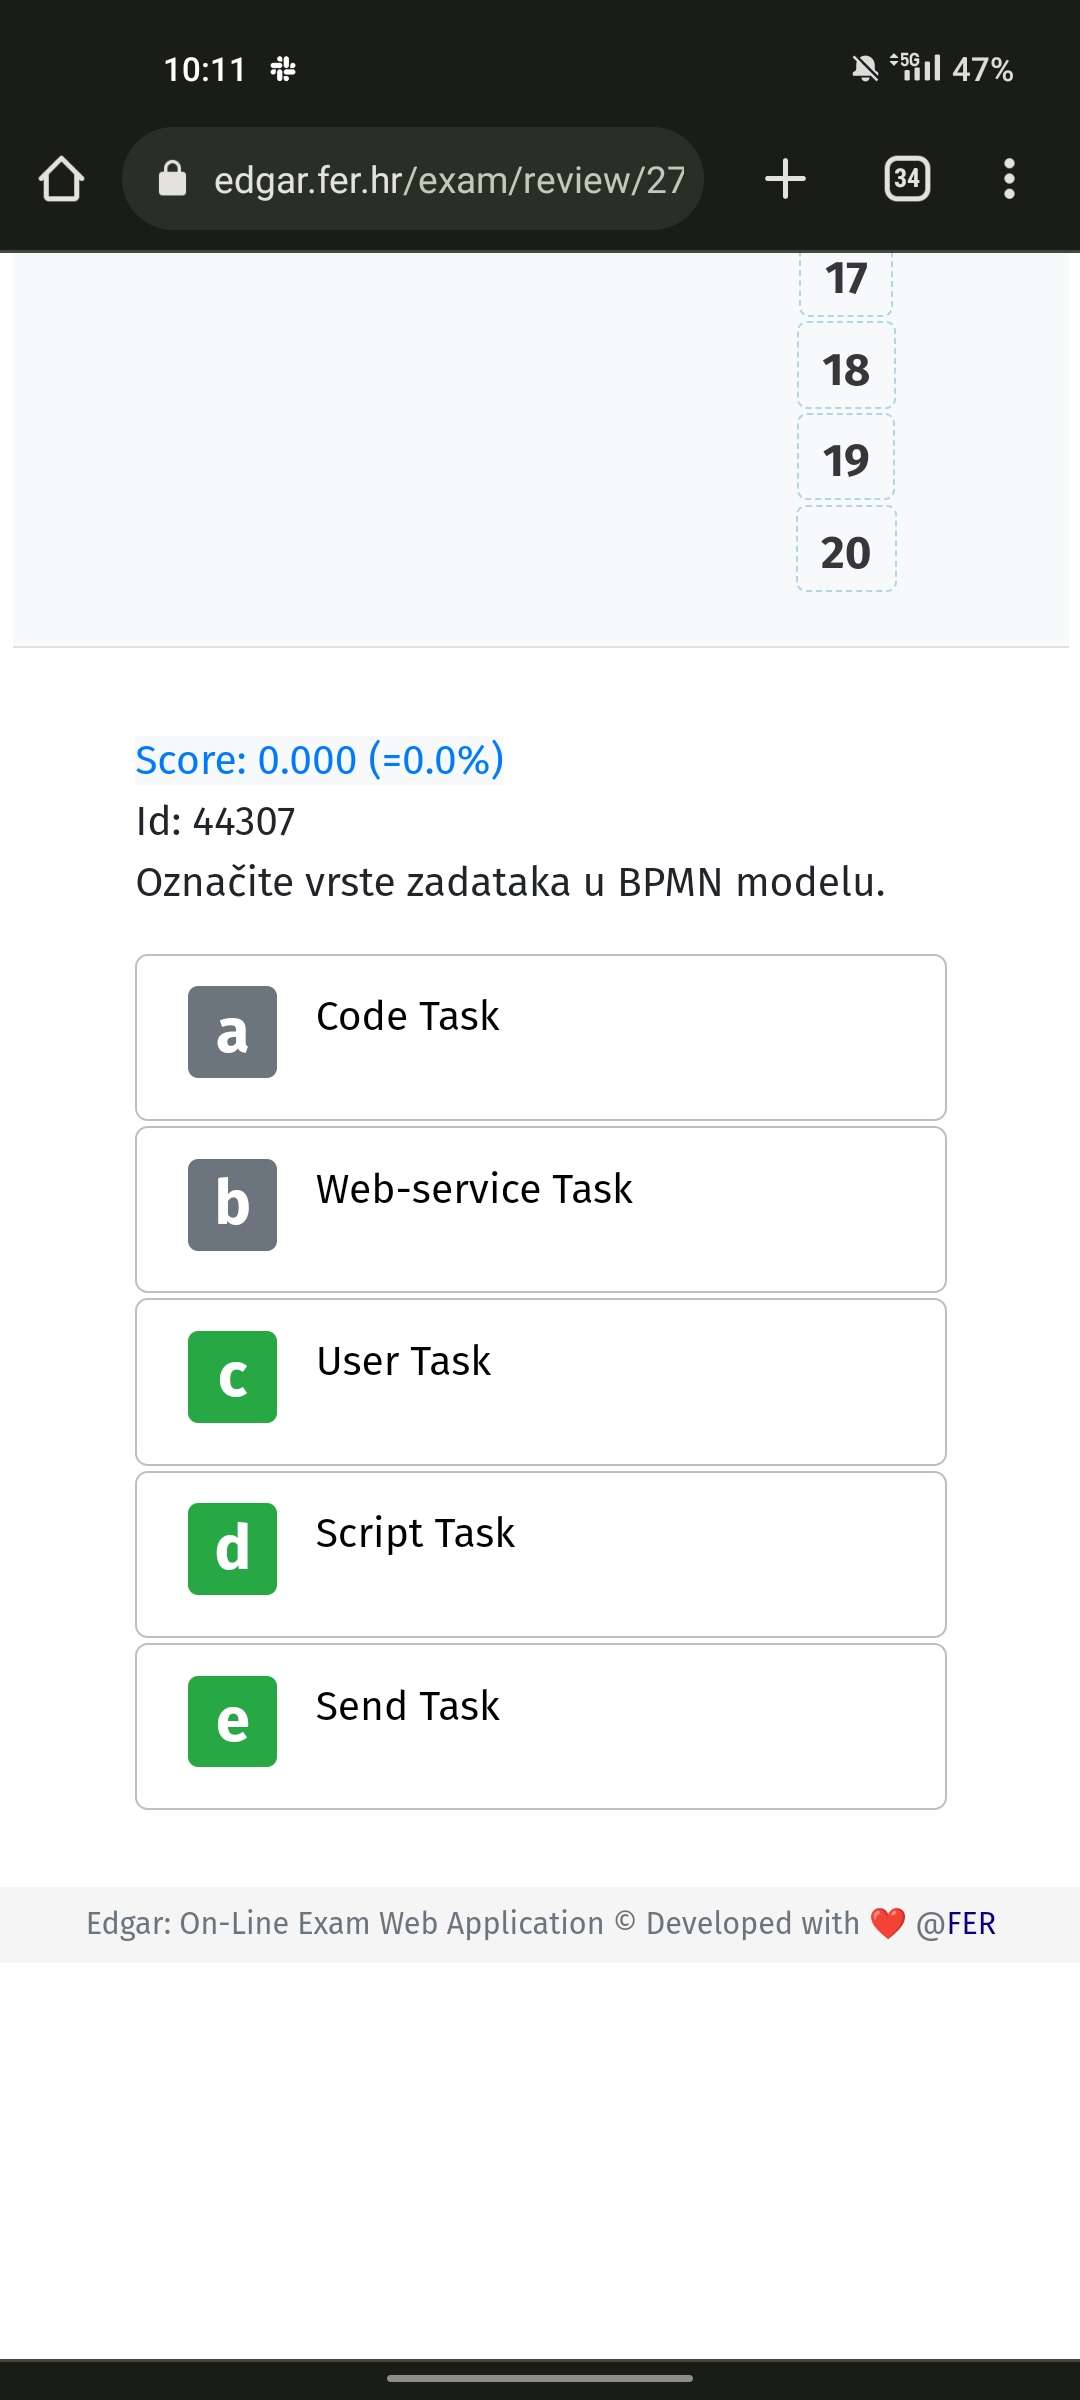 10:11 5G 47%
edgar.fer.hr/exam/review/27 34
17
18
19
20
Score: 0.000 (=0.0%)
Id: 44307
Označite vrste zadataka u BPMN modelu.
a Code Task
b Web-service Task
c User Task
d Script Task
e Send Task
Edgar: On-Line Exam Web Application © Developed with ❤️ @FER